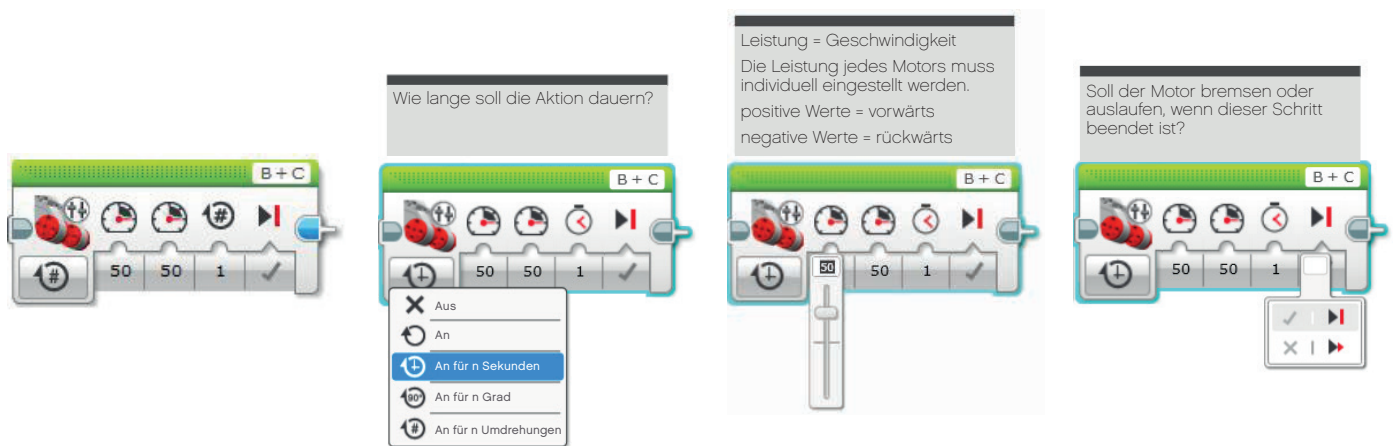 B + C
#
#
50 50 1
Wie lange soll die Aktion dauern?
B + C
50 50 1
Aus
An
An für n Sekunden
90°
An für n Grad
#
An für n Umdrehungen
Leistung = Geschwindigkeit
Die Leistung jedes Motors muss
individuell eingestellt werden.
positive Werte = vorwärts
negative Werte = rückwärts
B + C
50 50 1
Soll der Motor bremsen oder
auslaufen, wenn dieser Schritt
beendet ist?
B + C
50 50 1